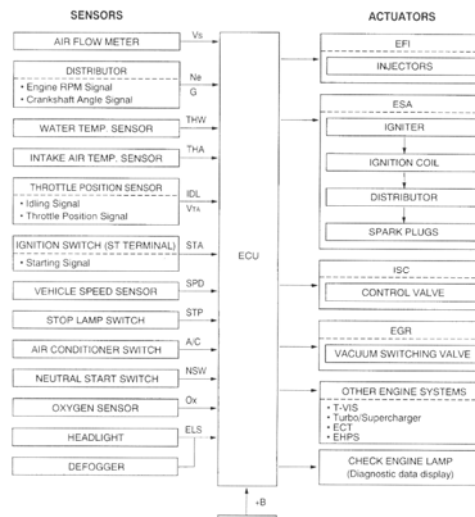 SENSORS
AIR FLOW METER
Vs
DISTRIBUTOR
• Engine RPM Signal
• Crankshaft Angle Signal
Ne
G
WATER TEMP. SENSOR
THW
INTAKE AIR TEMP. SENSOR
THA
THROTTLE POSITION SENSOR
• Idling Signal
• Throttle Position Signal
IDL
VTA
IGNITION SWITCH (ST TERMINAL)
• Starting Signal
STA
VEHICLE SPEED SENSOR
SPD
STOP LAMP SWITCH
STP
AIR CONDITIONER SWITCH
A/C
NEUTRAL START SWITCH
NSW
OXYGEN SENSOR
Ox
HEADLIGHT
ELS
DEFOGGER
ECU
+B
ACTUATORS
EFI
INJECTORS
ESA
IGNITER
IGNITION COIL
DISTRIBUTOR
SPARK PLUGS
ISC
CONTROL VALVE
EGR
VACUUM SWITCHING VALVE
OTHER ENGINE SYSTEMS
• T-VIS
• Turbo/Supercharger
• ECT
• EHPS
CHECK ENGINE LAMP
(Diagnostic data display)